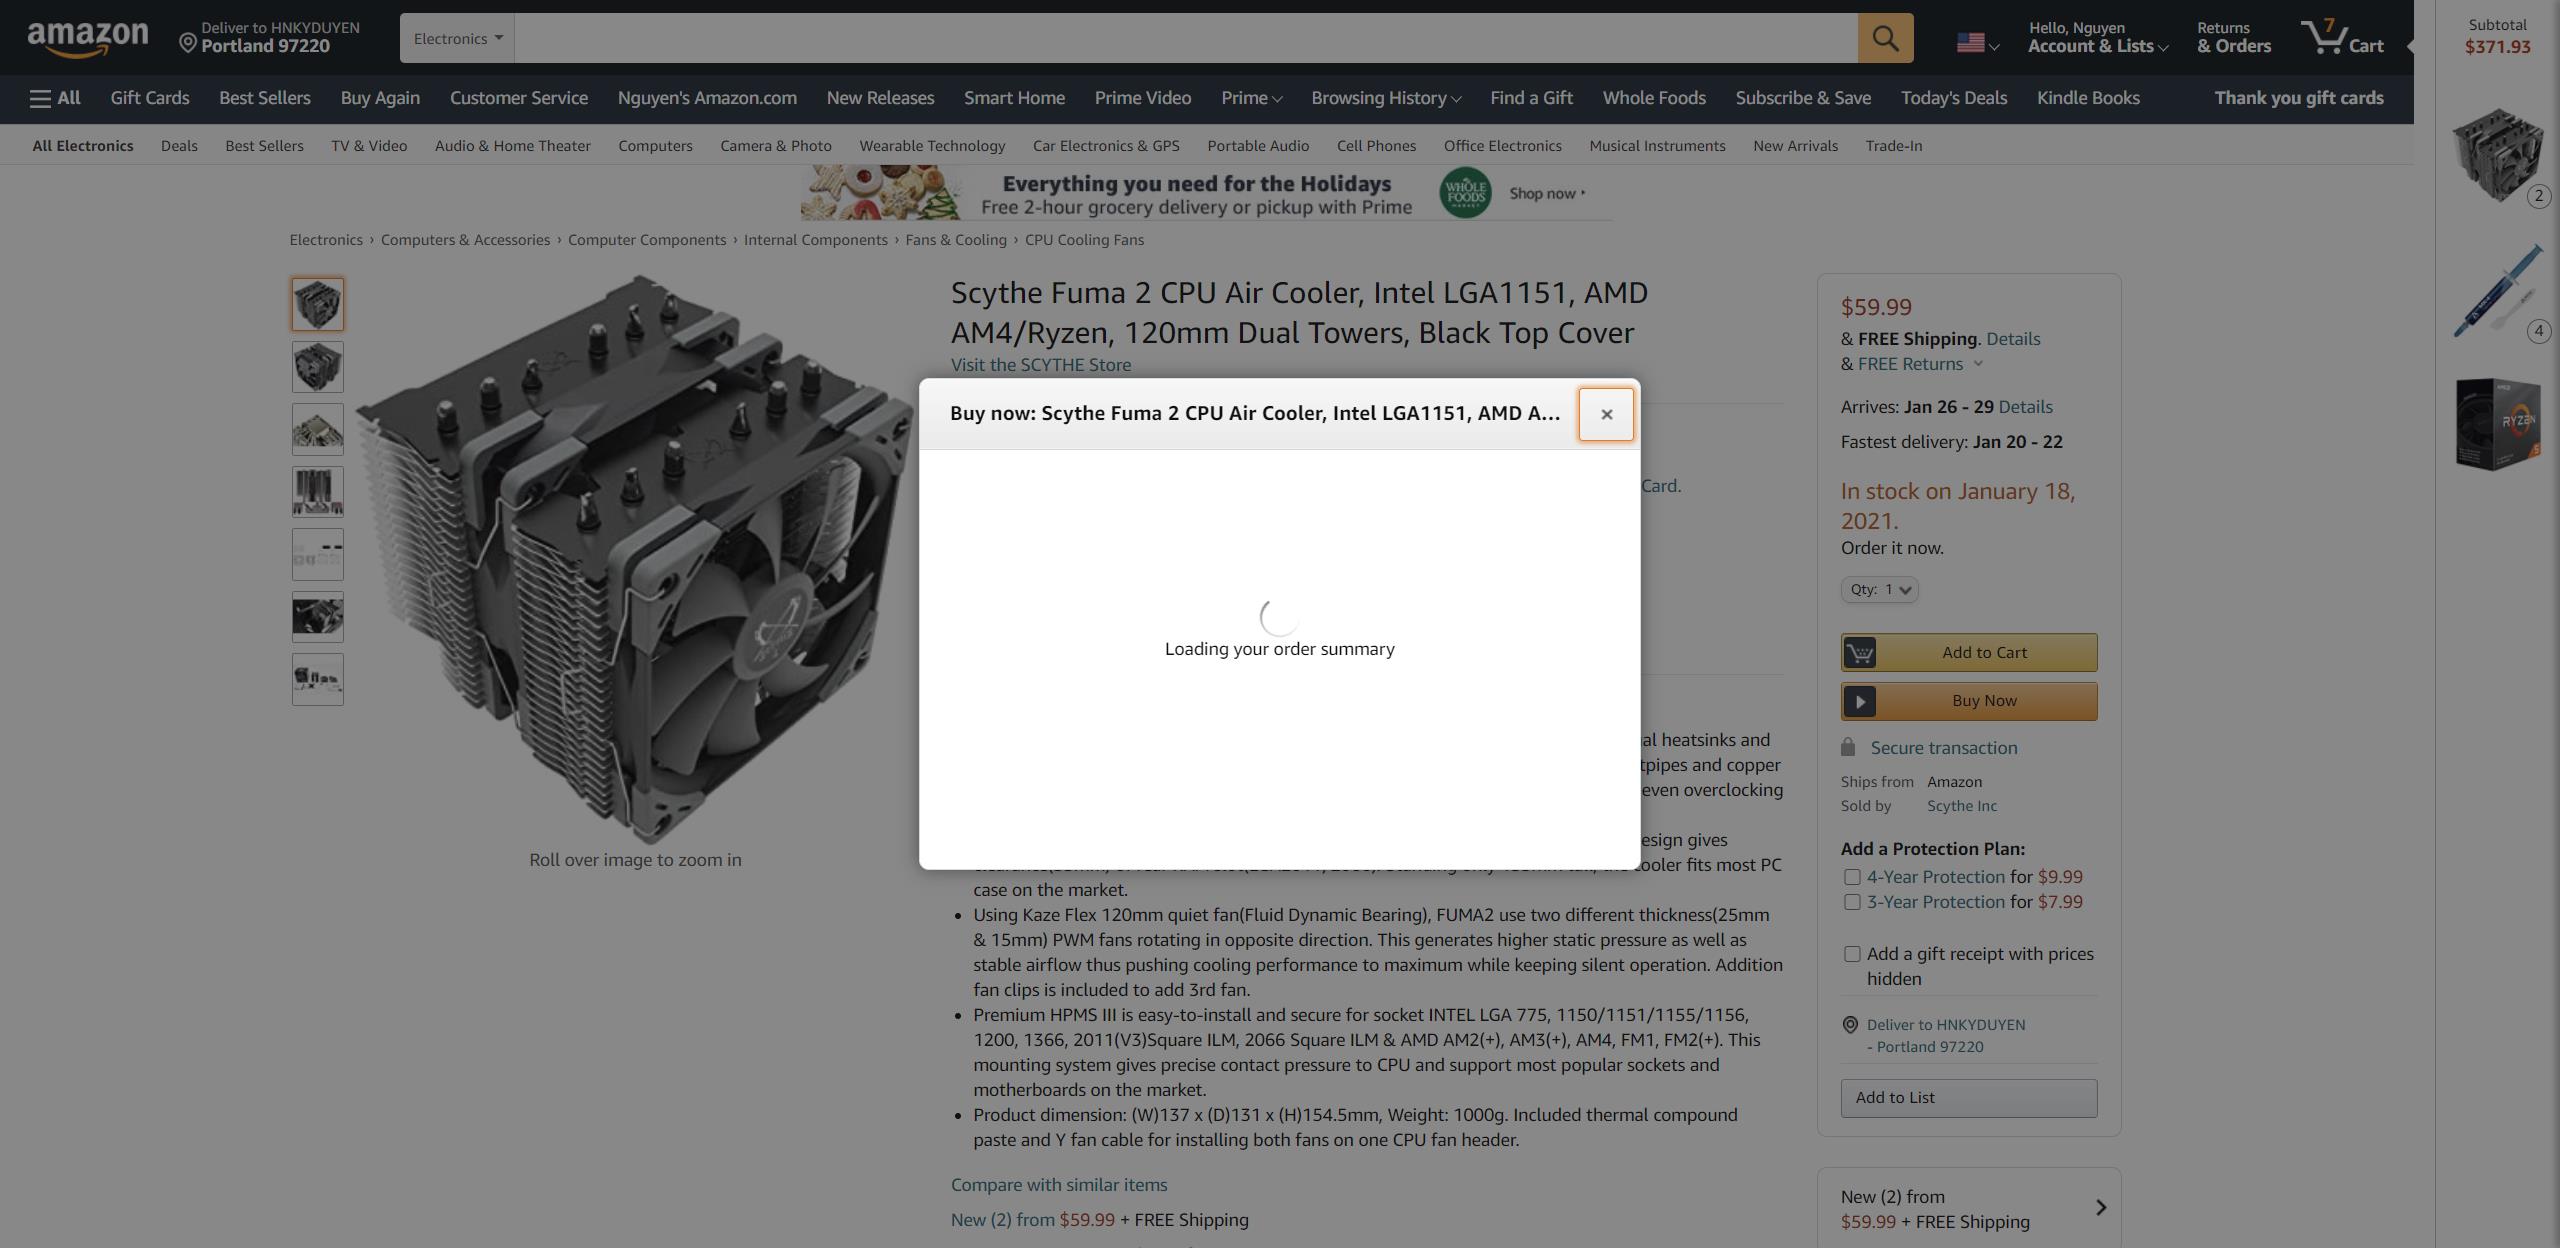 amazon
Deliver to HNKYDUYEN
Portland 97220
Electronics
Hello, Nguyen
Account & Lists
Returns
& Orders
7
Cart
Subtotal
$371.93
All
Gift Cards
Best Sellers
Buy Again
Customer Service
Nguyen's Amazon.com
New Releases
Smart Home
Prime Video
Prime
Browsing History
Find a Gift
Whole Foods
Subscribe & Save
Today's Deals
Kindle Books
Thank you gift cards
All Electronics
Deals
Best Sellers
TV & Video
Audio & Home Theater
Computers
Camera & Photo
Wearable Technology
Car Electronics & GPS
Portable Audio
Cell Phones
Office Electronics
Musical Instruments
New Arrivals
Trade-In
Everything you need for the Holidays
Free 2-hour grocery delivery or pickup with Prime
WHOLE
FOODS
MARKET
Shop now
Electronics › Computers & Accessories › Computer Components › Internal Components › Fans & Cooling › CPU Cooling Fans
2
4
RYZEN
5
Roll over image to zoom in
Scythe Fuma 2 CPU Air Cooler, Intel LGA1151, AMD
AM4/Ryzen, 120mm Dual Towers, Black Top Cover
Visit the SCYTHE Store
Buy now: Scythe Fuma 2 CPU Air Cooler, Intel LGA1151, AMD A...
Loading your order summary
Card.
al heatsinks and
tpipes and copper
even overclocking
esign gives
ooler fits most PC
case on the market.
• Using Kaze Flex 120mm quiet fan(Fluid Dynamic Bearing), FUMA2 use two different thickness(25mm
& 15mm) PWM fans rotating in opposite direction. This generates higher static pressure as well as
stable airflow thus pushing cooling performance to maximum while keeping silent operation. Addition
fan clips is included to add 3rd fan.
• Premium HPMS III is easy-to-install and secure for socket INTEL LGA 775, 1150/1151/1155/1156,
1200, 1366, 2011(V3)Square ILM, 2066 Square ILM & AMD AM2(+), AM3(+), AM4, FM1, FM2(+). This
mounting system gives precise contact pressure to CPU and support most popular sockets and
motherboards on the market.
• Product dimension: (W)137 x (D)131 x (H)154.5mm, Weight: 1000g. Included thermal compound
paste and Y fan cable for installing both fans on one CPU fan header.
Compare with similar items
New (2) from $59.99 + FREE Shipping
$59.99
& FREE Shipping. Details
& FREE Returns
Arrives: Jan 26 - 29 Details
Fastest delivery: Jan 20 - 22
In stock on January 18,
2021.
Order it now.
Qty: 1
Add to Cart
Buy Now
Secure transaction
Ships from Amazon
Sold by Scythe Inc
Add a Protection Plan:
4-Year Protection for $9.99
3-Year Protection for $7.99
Add a gift receipt with prices
hidden
Deliver to HNKYDUYEN
- Portland 97220
Add to List
New (2) from
$59.99 + FREE Shipping